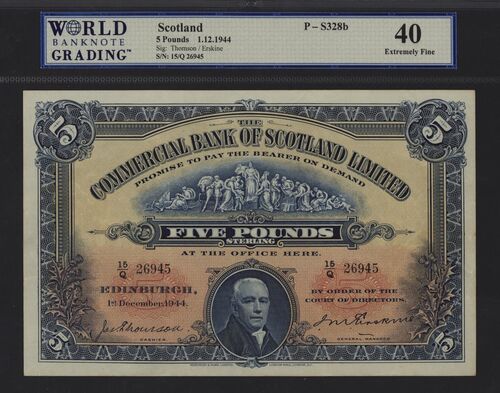 WORLD
BANKNOTE
GRADING™
Scotland
5 Pounds 1.12.1944
Sig: Thomson / Erskine
S/N: 15/Q 26945
P – S328b
40
Extremely Fine
5
5
THE
COMMERCIAL BANK OF SCOTLAND LIMITED
PROMISE TO PAY THE BEARER ON DEMAND
FIVE POUNDS
STERLING
AT THE OFFICE HERE.
15/Q 26945
15/Q 26945
EDINBURGH,
1st December, 1944.
BY ORDER OF THE
COURT OF DIRECTORS.
CASHIER.
GENERAL MANAGER
5
5